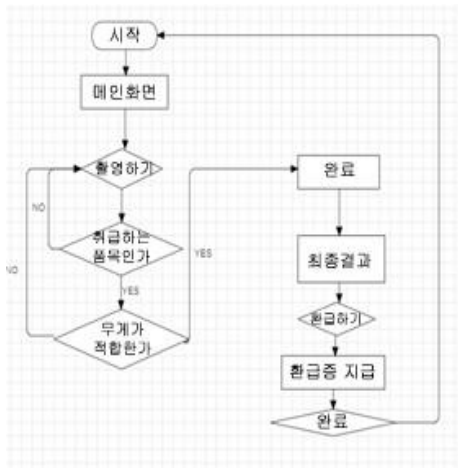 시작
메인화면
촬영하기
NO
취급하는
품목인가
NO
YES
무게가
적합한가
YES
완료
최종결과
환급하기
환급증 지급
완료